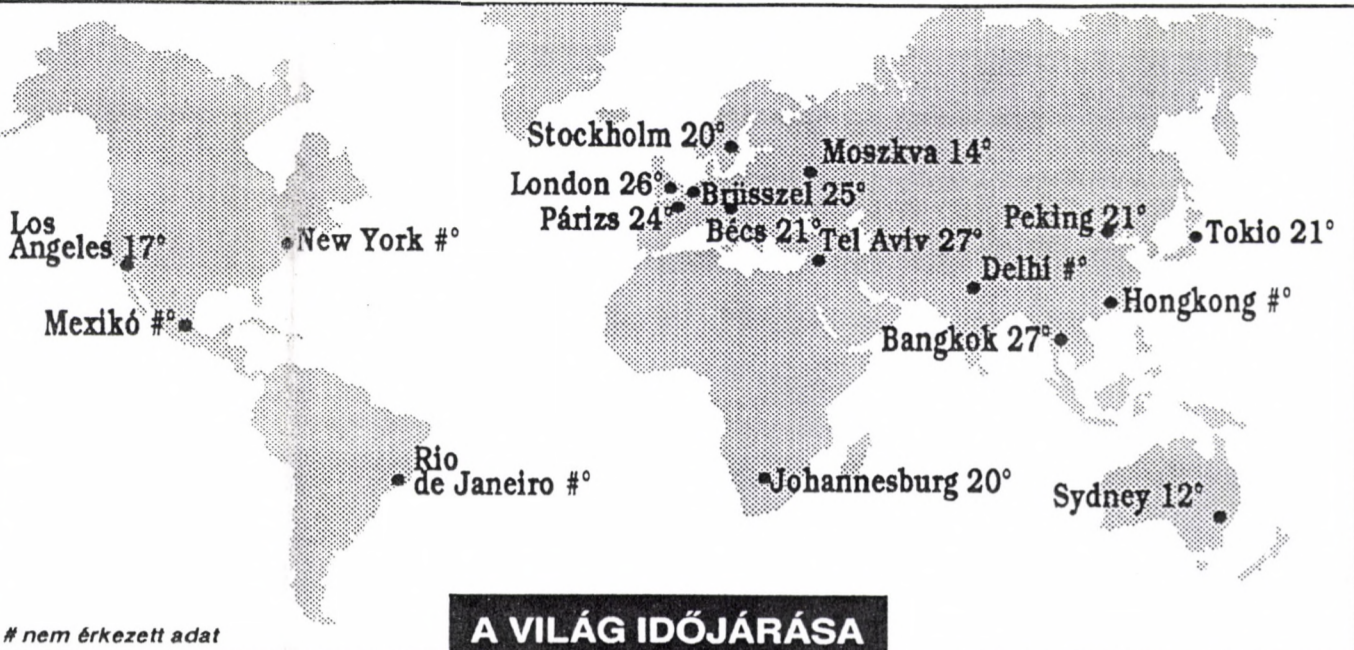 Stockholm 20°
Moszkva 14°
London 26°
Brüsszel 25°
Párizs 24°
Bécs 21°
Tel Aviv 27°
Peking 21°
Tokio 21°
Los
Angeles 17°
New York #°
Delhi #°
Hongkong #°
Mexikó #°
Bangkok 27°
Rio
de Janeiro #°
Johannesburg 20°
Sydney 12°
# nem érkezett adat
A VILÁG IDŐJÁRÁSA